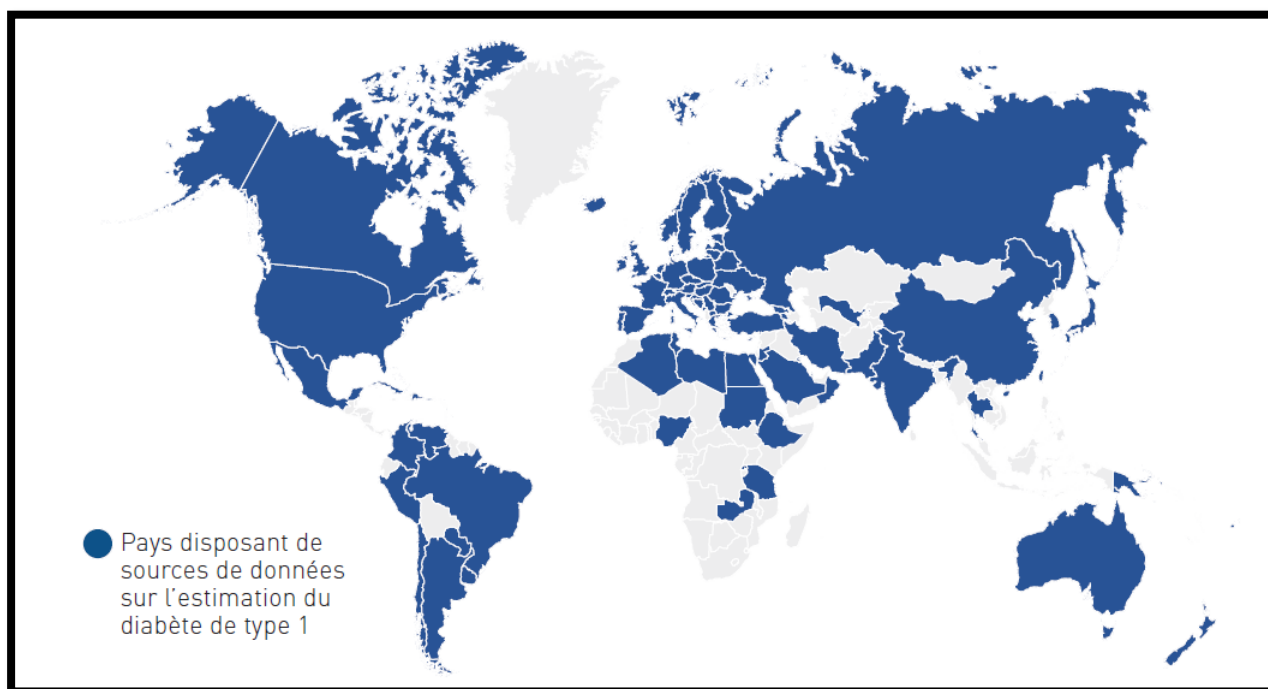 Pays disposant de
sources de données
sur l’estimation du
diabète de type 1